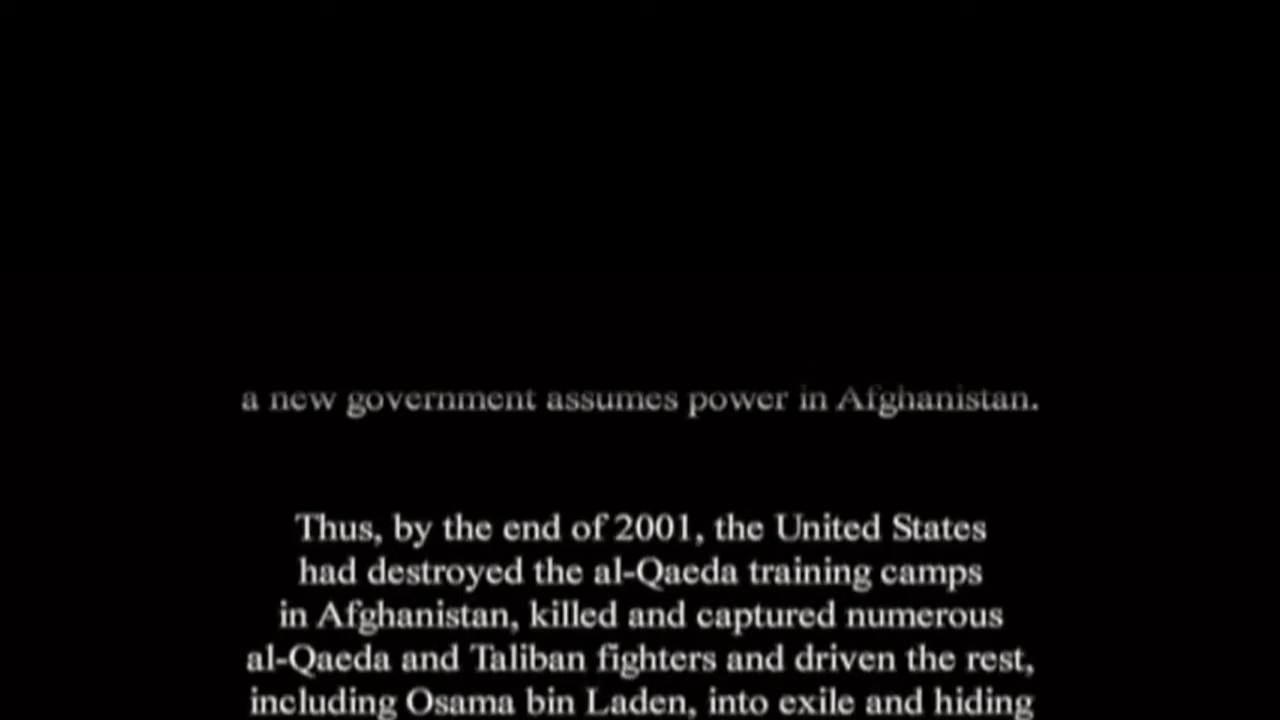 a new government assumes power in Afghanistan.
Thus, by the end of 2001, the United States
had destroyed the al-Qaeda training camps
in Afghanistan, killed and captured numerous
al-Qaeda and Taliban fighters and driven the rest,
including Osama bin Laden, into exile and hiding